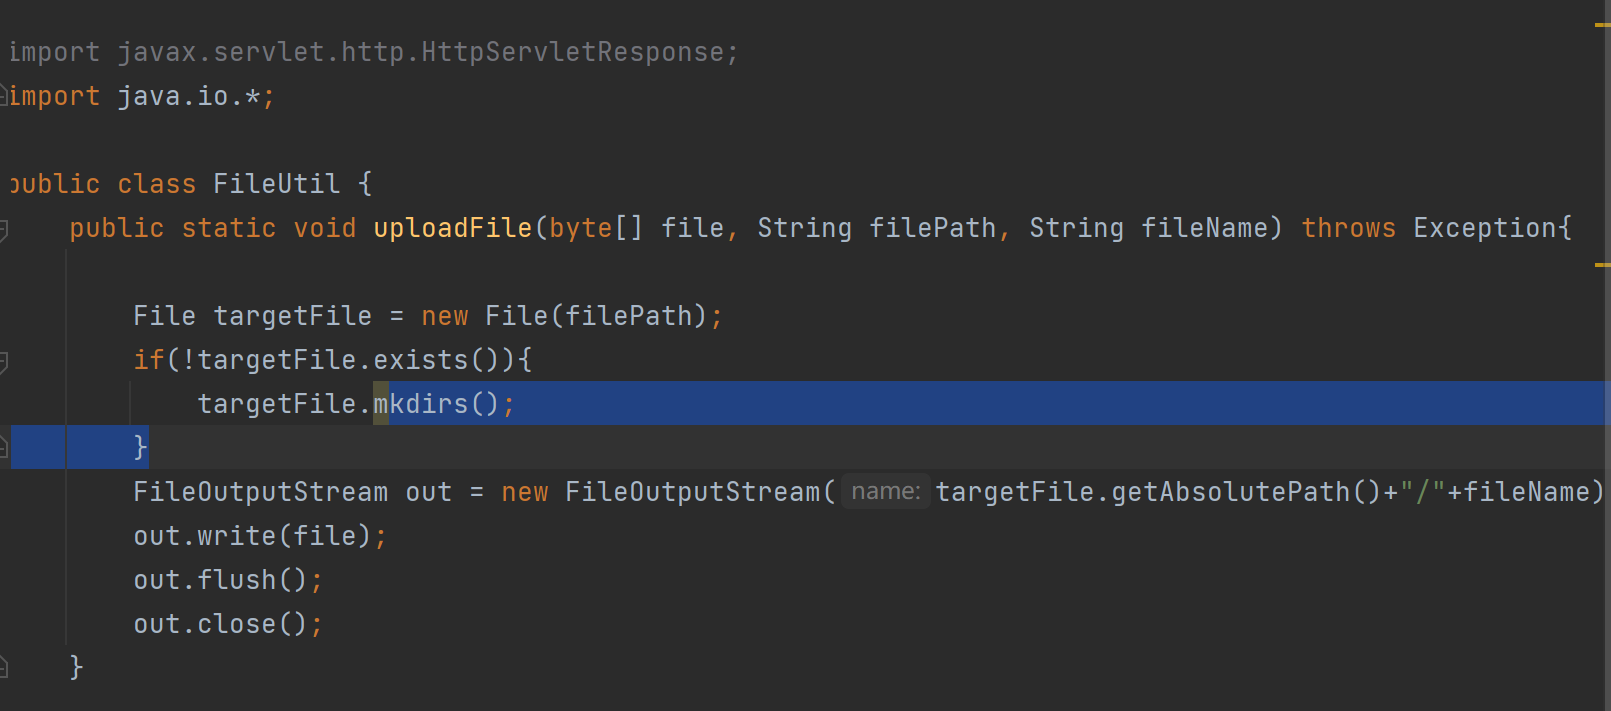 import javax.servlet.http.HttpServletResponse;
import java.io.*;
public class FileUtil {
public static void uploadFile(byte[] file, String filePath, String fileName) throws Exception{
File targetFile = new File(filePath);
if(!targetFile.exists()){
targetFile.mkdirs();
}
FileOutputStream out = new FileOutputStream( name: targetFile.getAbsolutePath()+"/"+fileName)
out.write(file);
out.flush();
out.close();
}